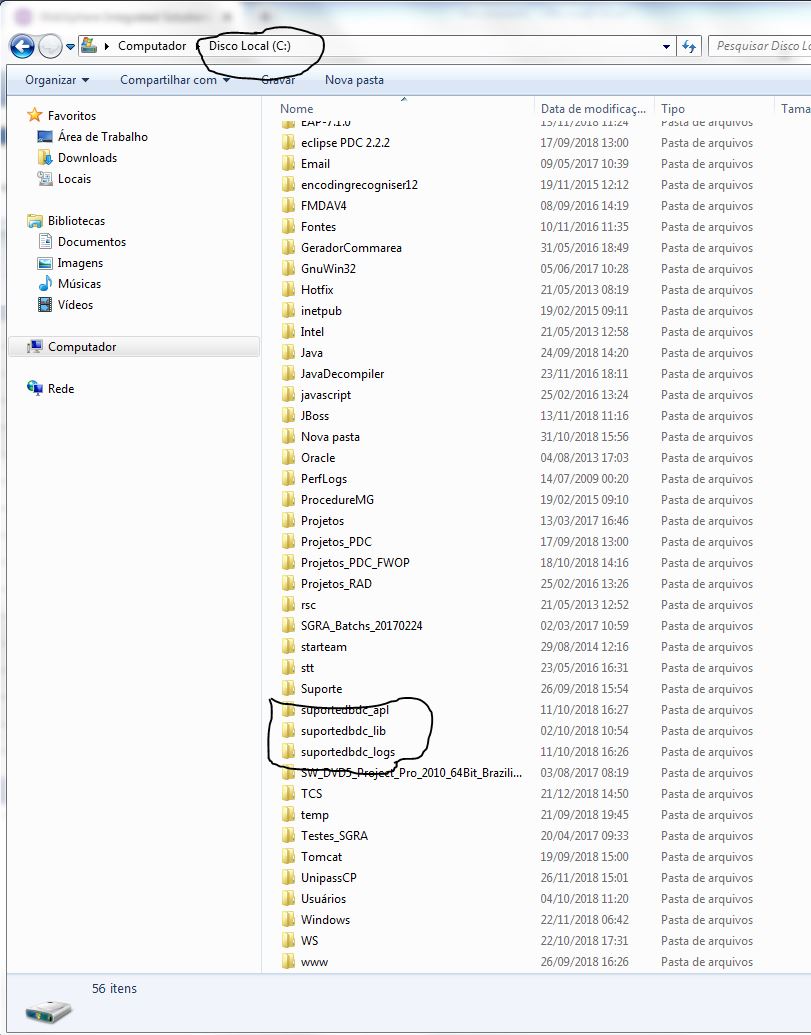 Computador Disco Local (C:) Pesquisar Disco
Organizar Compartilhar com Gravar Nova pasta
Favoritos
Área de Trabalho
Downloads
Locais
Bibliotecas
Documentos
Imagens
Músicas
Vídeos
Computador
Rede
Nome Data de modificaç... Tipo Tama
EAP-7.1.0 13/11/2018 11:24 Pasta de arquivos
eclipse PDC 2.2.2 17/09/2018 13:00 Pasta de arquivos
Email 09/05/2017 10:39 Pasta de arquivos
encodingrecogniser12 19/11/2015 12:12 Pasta de arquivos
FMDAV4 08/09/2016 14:19 Pasta de arquivos
Fontes 10/11/2016 11:35 Pasta de arquivos
GeradorCommarea 31/05/2016 18:49 Pasta de arquivos
GnuWin32 05/06/2017 10:28 Pasta de arquivos
Hotfix 21/05/2013 08:19 Pasta de arquivos
inetpub 19/02/2015 09:11 Pasta de arquivos
Intel 21/05/2013 12:58 Pasta de arquivos
Java 24/09/2018 14:20 Pasta de arquivos
JavaDecompiler 23/11/2016 18:11 Pasta de arquivos
javascript 25/02/2016 13:24 Pasta de arquivos
JBoss 13/11/2018 11:16 Pasta de arquivos
Nova pasta 31/10/2018 15:56 Pasta de arquivos
Oracle 04/08/2013 17:03 Pasta de arquivos
PerfLogs 14/07/2009 00:20 Pasta de arquivos
ProcedureMG 19/02/2015 09:10 Pasta de arquivos
Projetos 13/03/2017 16:46 Pasta de arquivos
Projetos_PDC 17/09/2018 13:00 Pasta de arquivos
Projetos_PDC_FWOP 18/10/2018 14:16 Pasta de arquivos
Projetos_RAD 25/02/2016 13:26 Pasta de arquivos
rsc 21/05/2013 12:52 Pasta de arquivos
SGRA_Batchs_20170224 02/03/2017 10:59 Pasta de arquivos
starteam 29/08/2014 12:16 Pasta de arquivos
stt 23/05/2016 16:31 Pasta de arquivos
Suporte 26/09/2018 15:54 Pasta de arquivos
suportedbdc_apl 11/10/2018 16:27 Pasta de arquivos
suportedbdc_lib 02/10/2018 10:54 Pasta de arquivos
suportedbdc_logs 11/10/2018 16:26 Pasta de arquivos
SW_DVD5_Project_Pro_2010_64Bit_Brazili... 03/08/2017 08:19 Pasta de arquivos
TCS 21/12/2018 14:50 Pasta de arquivos
temp 21/09/2018 19:45 Pasta de arquivos
Testes_SGRA 20/04/2017 09:33 Pasta de arquivos
Tomcat 19/09/2018 15:00 Pasta de arquivos
UnipassCP 26/11/2018 15:01 Pasta de arquivos
Usuários 04/10/2018 11:20 Pasta de arquivos
Windows 22/11/2018 06:42 Pasta de arquivos
WS 22/10/2018 17:31 Pasta de arquivos
www 26/09/2018 16:26 Pasta de arquivos
56 itens